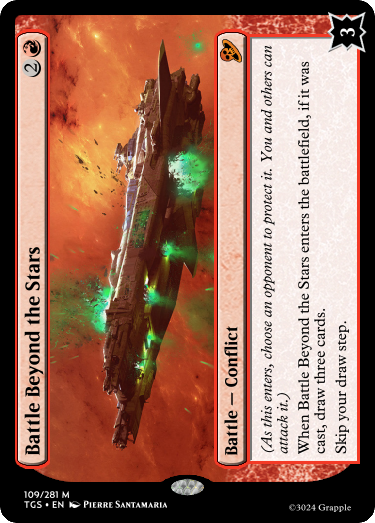 Battle Beyond the Stars
2
Battle — Conflict
(As this enters, choose an opponent to protect it. You and others can
attack it.)
When Battle Beyond the Stars enters the battlefield, if it was
cast, draw three cards.
Skip your draw step.
3
109/281 M
TGS • EN Pierre Santamaria
©3024 Grapple